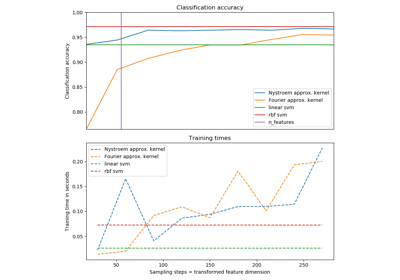 Classification accuracy
1.00
0.95
0.90
0.85
0.80
Classification accuracy
Nystroem approx. kernel
Fourier approx. kernel
linear svm
rbf svm
n_features
Training times
Nystroem approx. kernel
Fourier approx. kernel
linear svm
rbf svm
0.20
0.15
0.10
0.05
Training time in seconds
50 100 150 200 250
Sampling steps = transformed feature dimension